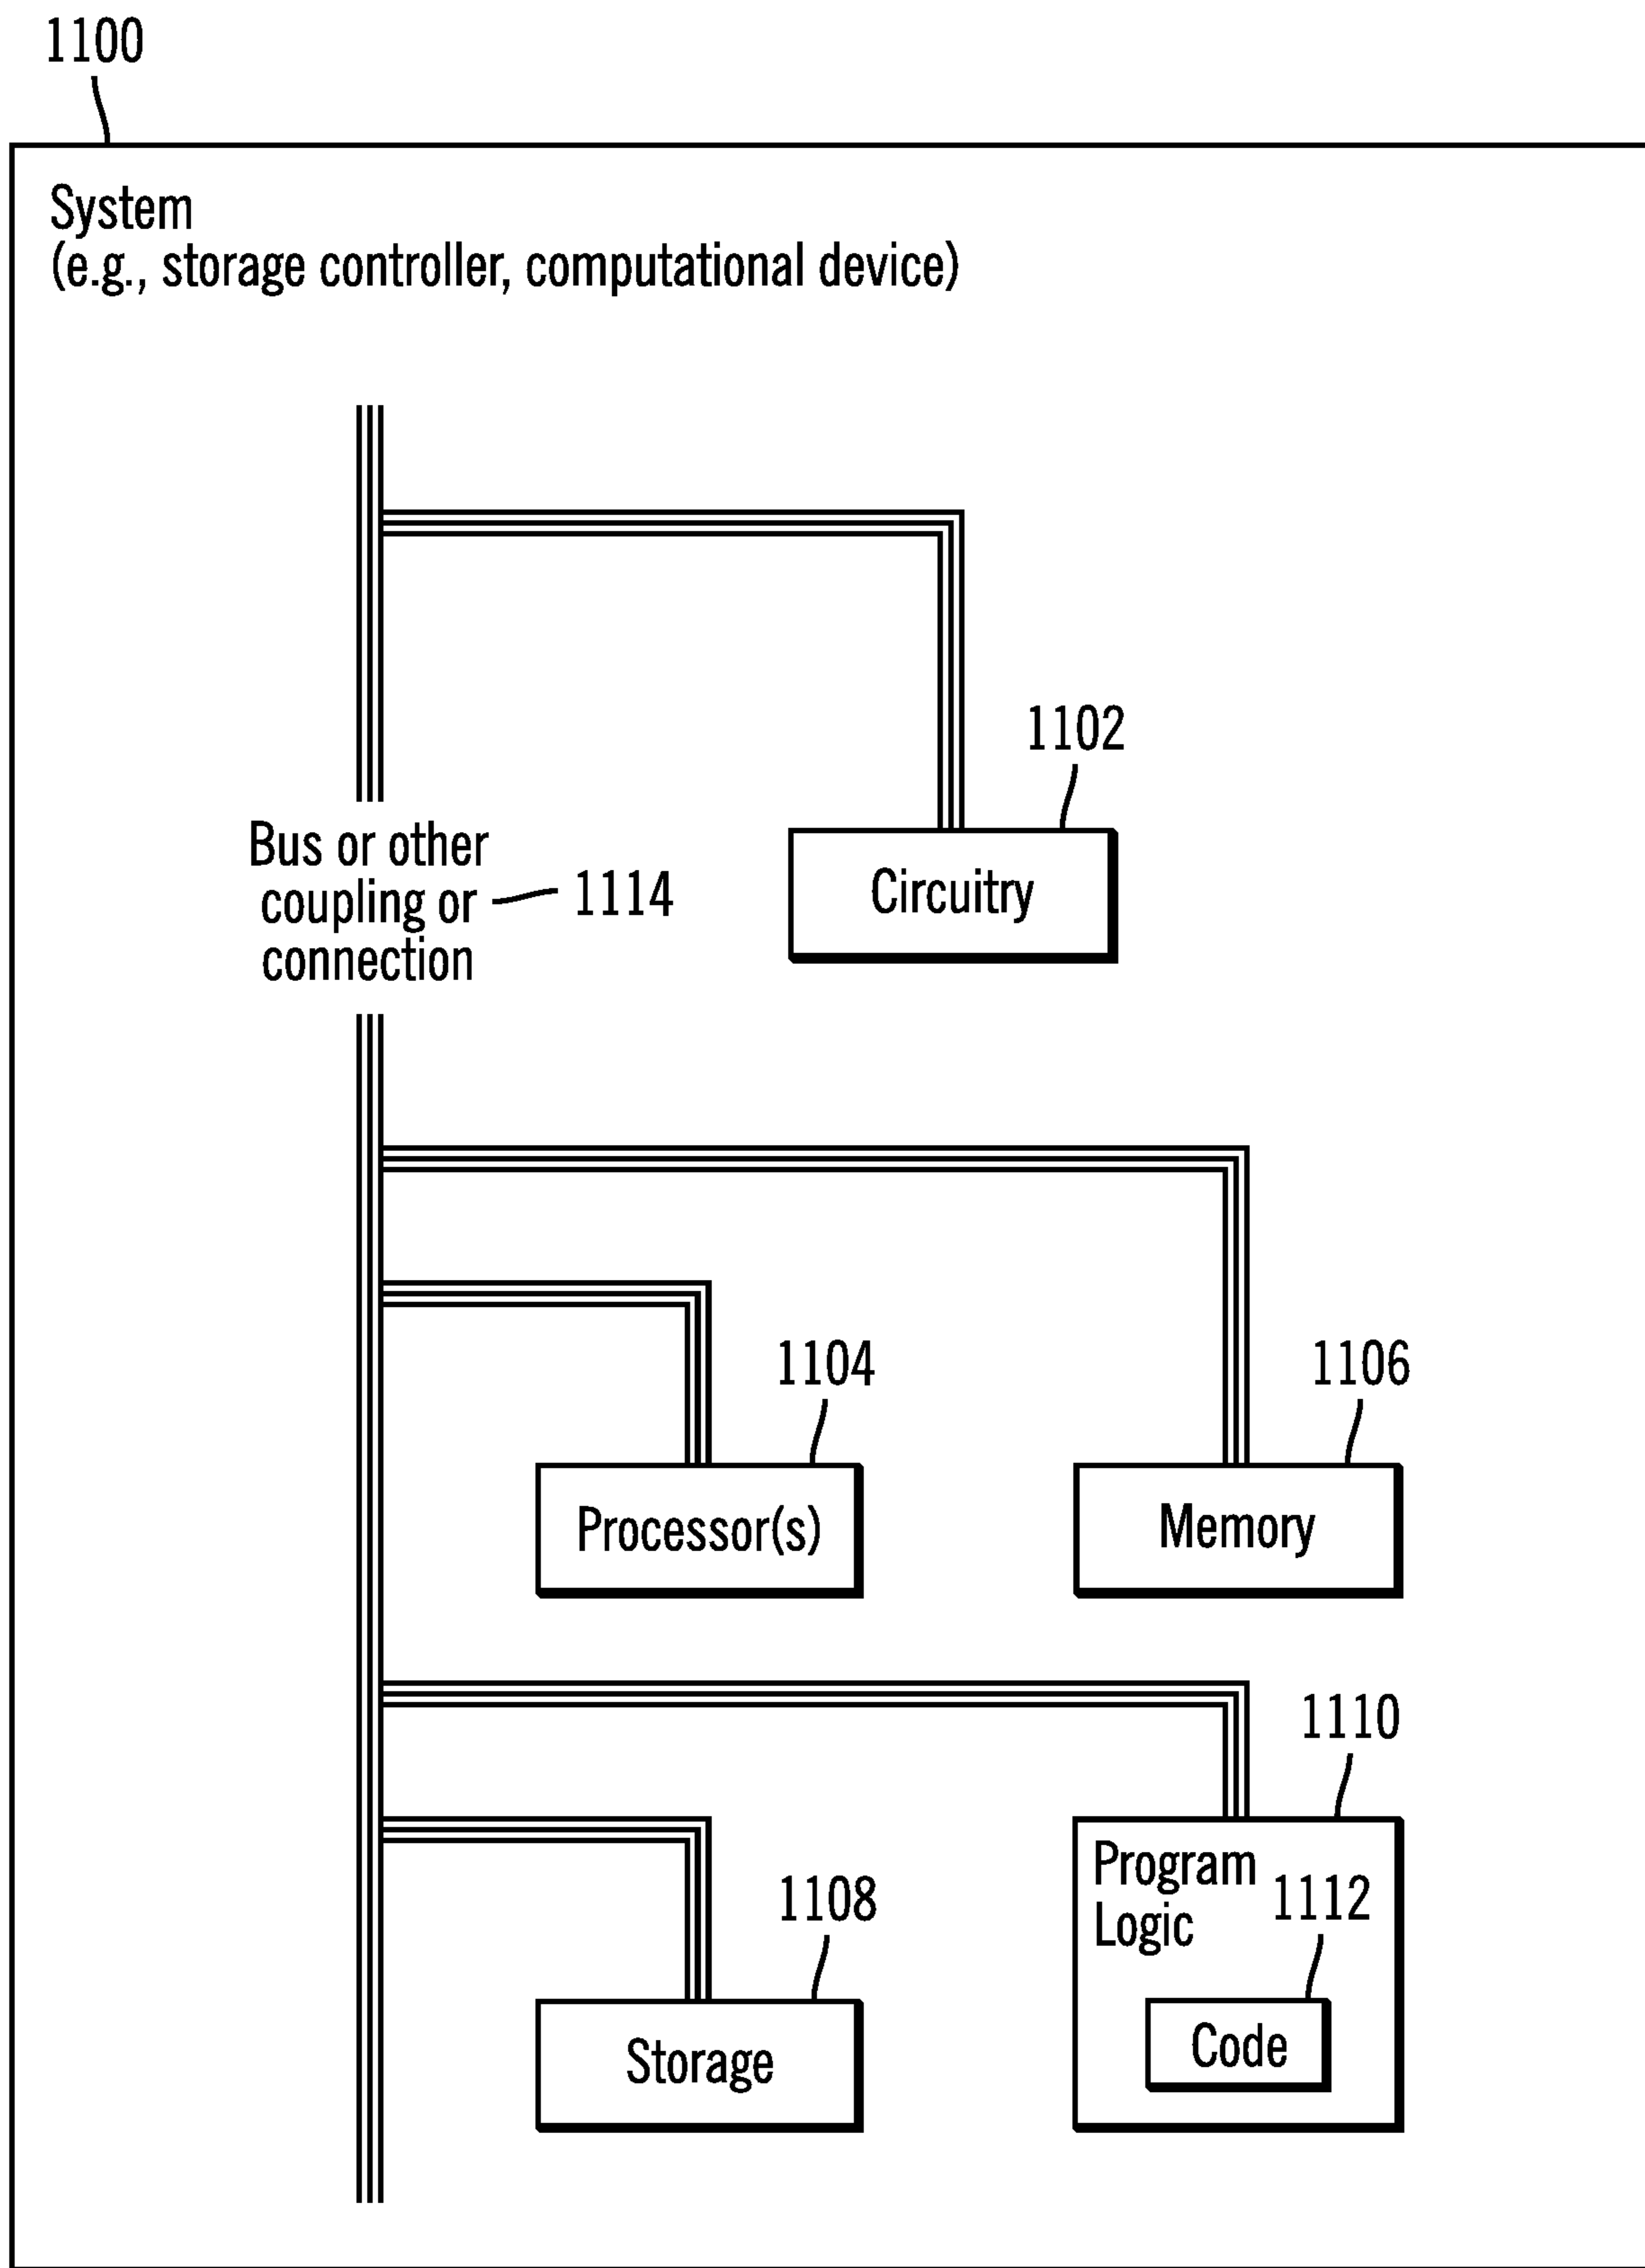 1100
System
(e.g., storage controller, computational device)
1102
Bus or other
coupling or
connection
1114
Circuitry
1104
1106
Processor(s)
Memory
1110
Program
Logic
1108
1112
Storage
Code